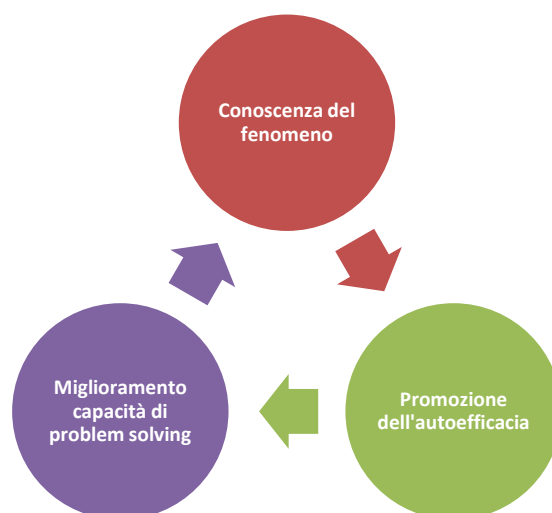 Conoscenza del
fenomeno
Promozione
dell'autoefficacia
Miglioramento
capacità di
problem solving